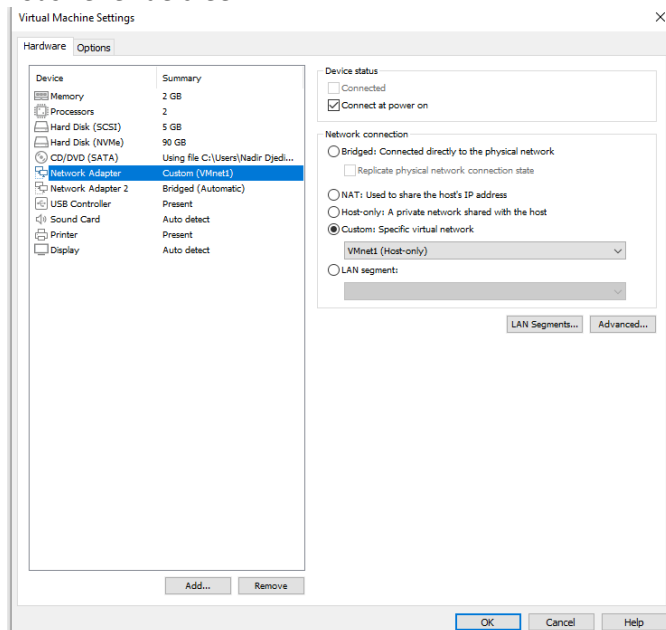 Virtual Machine Settings
Hardware Options
Device Summary
Memory 2 GB
Processors 2
Hard Disk (SCSI) 5 GB
Hard Disk (NVMe) 90 GB
CD/DVD (SATA) Using file C:\Users\Nadir Djedi...
Network Adapter Custom (VMnet1)
Network Adapter 2 Bridged (Automatic)
USB Controller Present
Sound Card Auto detect
Printer Present
Display Auto detect
Add... Remove
Device status
Connected
Connect at power on
Network connection
Bridged: Connected directly to the physical network
Replicate physical network connection state
NAT: Used to share the host's IP address
Host-only: A private network shared with the host
Custom: Specific virtual network
VMnet1 (Host-only)
LAN segment:
LAN Segments... Advanced...
OK Cancel Help